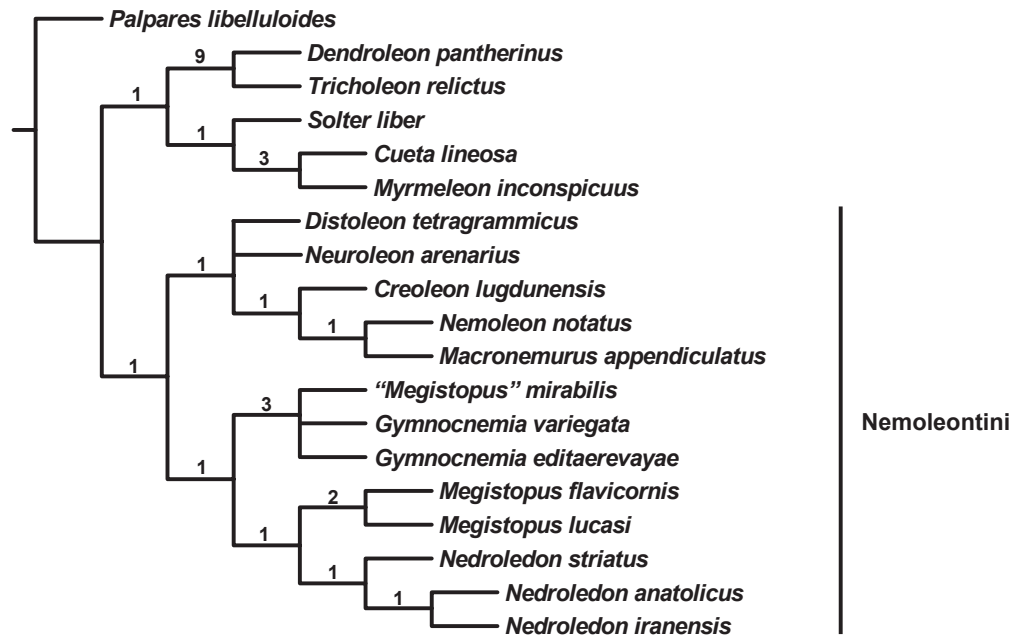 Palpares libelluloides
9
Dendroleon pantherinus
Tricholeon relictus
1
1
Solter liber
3
Cueta lineosa
Myrmeleon inconspicuus
Distoleon tetragrammicus
1
Neuroleon arenarius
1
Creoleon lugdunensis
1
Nemoleon notatus
Macronemurus appendiculatus
1
"Megistopus" mirabilis
3
Gymnocnemia variegata
Nemoleontini
Gymnocnemia editaerevayae
1
2
Megistopus flavicornis
Megistopus lucasi
1
Nedroledon striatus
1
1
Nedroledon anatolicus
Nedroledon iranensis